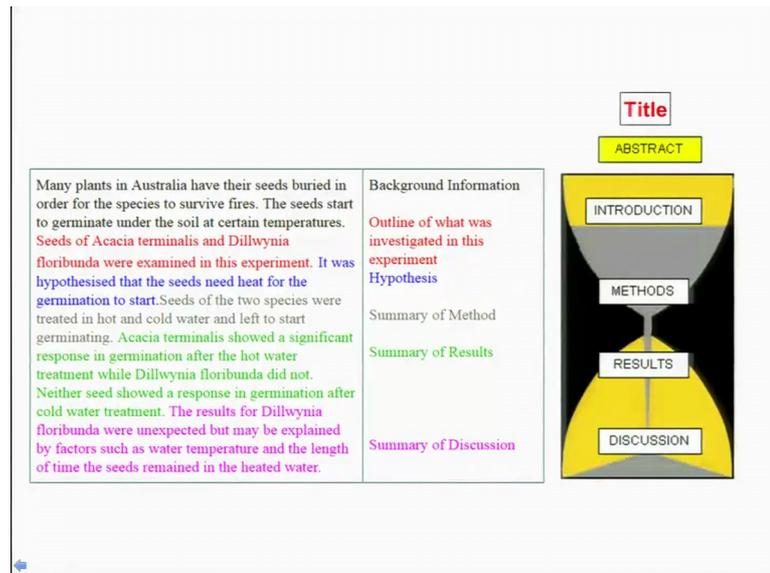 Many plants in Australia have their seeds buried in
order for the species to survive fires. The seeds start
to germinate under the soil at certain temperatures.
Seeds of Acacia terminalis and Dillwynia
floribunda were examined in this experiment. It was
hypothesised that the seeds need heat for the
germination to start.Seeds of the two species were
treated in hot and cold water and left to start
germinating. Acacia terminalis showed a significant
response in germination after the hot water
treatment while Dillwynia floribunda did not.
Neither seed showed a response in germination after
cold water treatment. The results for Dillwynia
floribunda were unexpected but may be explained
by factors such as water temperature and the length
of time the seeds remained in the heated water.
Background Information
Outline of what was
investigated in this
experiment
Hypothesis
Summary of Method
Summary of Results
Summary of Discussion
Title
ABSTRACT
INTRODUCTION
METHODS
RESULTS
DISCUSSION